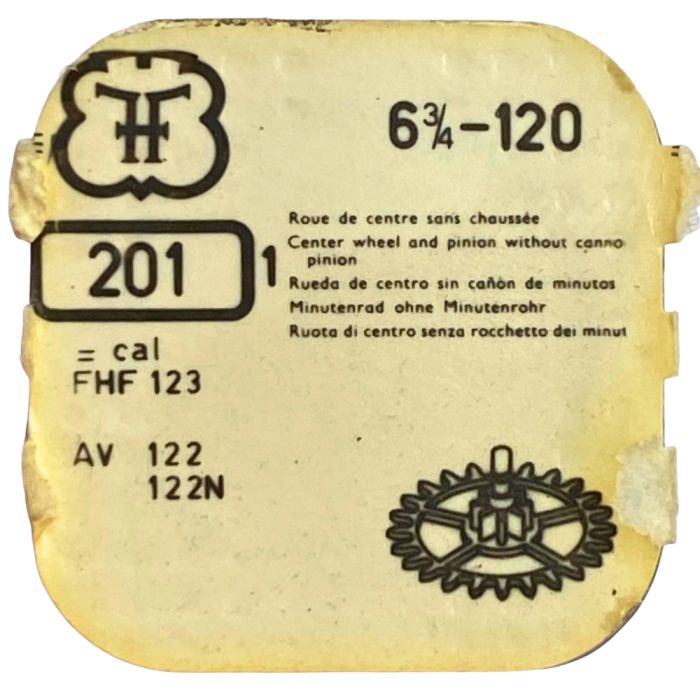 FHF
6¾-120
201 1
Roue de centre sans chaussée
Center wheel and pinion without canno
pinion
Rueda de centro sin cañòn de minutos
Minutenrad ohne Minutenrohr
Ruota di centro senza rocchetto dei minut
= cal
FHF 123
AV 122
122N